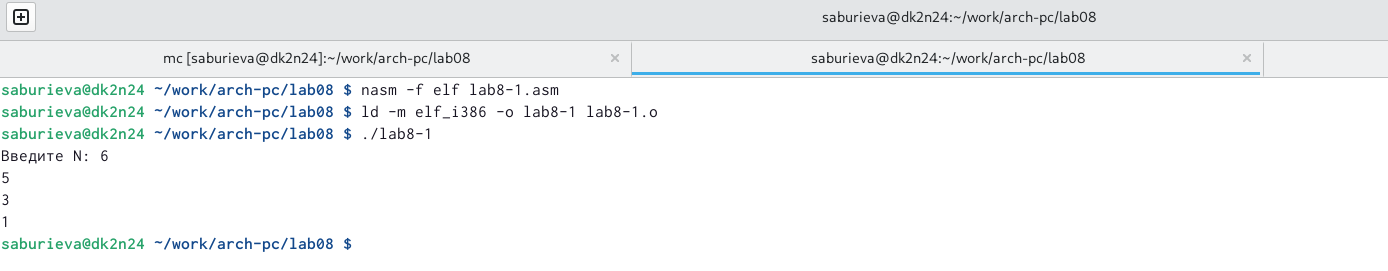 saburieva@dk2n24:~/work/arch-pc/lab08
mc [saburieva@dk2n24]:~/work/arch-pc/lab08 ×
saburieva@dk2n24:~/work/arch-pc/lab08 ×
saburieva@dk2n24 ~/work/arch-pc/lab08 $ nasm -f elf lab8-1.asm
saburieva@dk2n24 ~/work/arch-pc/lab08 $ ld -m elf_i386 -o lab8-1 lab8-1.o
saburieva@dk2n24 ~/work/arch-pc/lab08 $ ./lab8-1
Введите N: 6
5
3
1
saburieva@dk2n24 ~/work/arch-pc/lab08 $